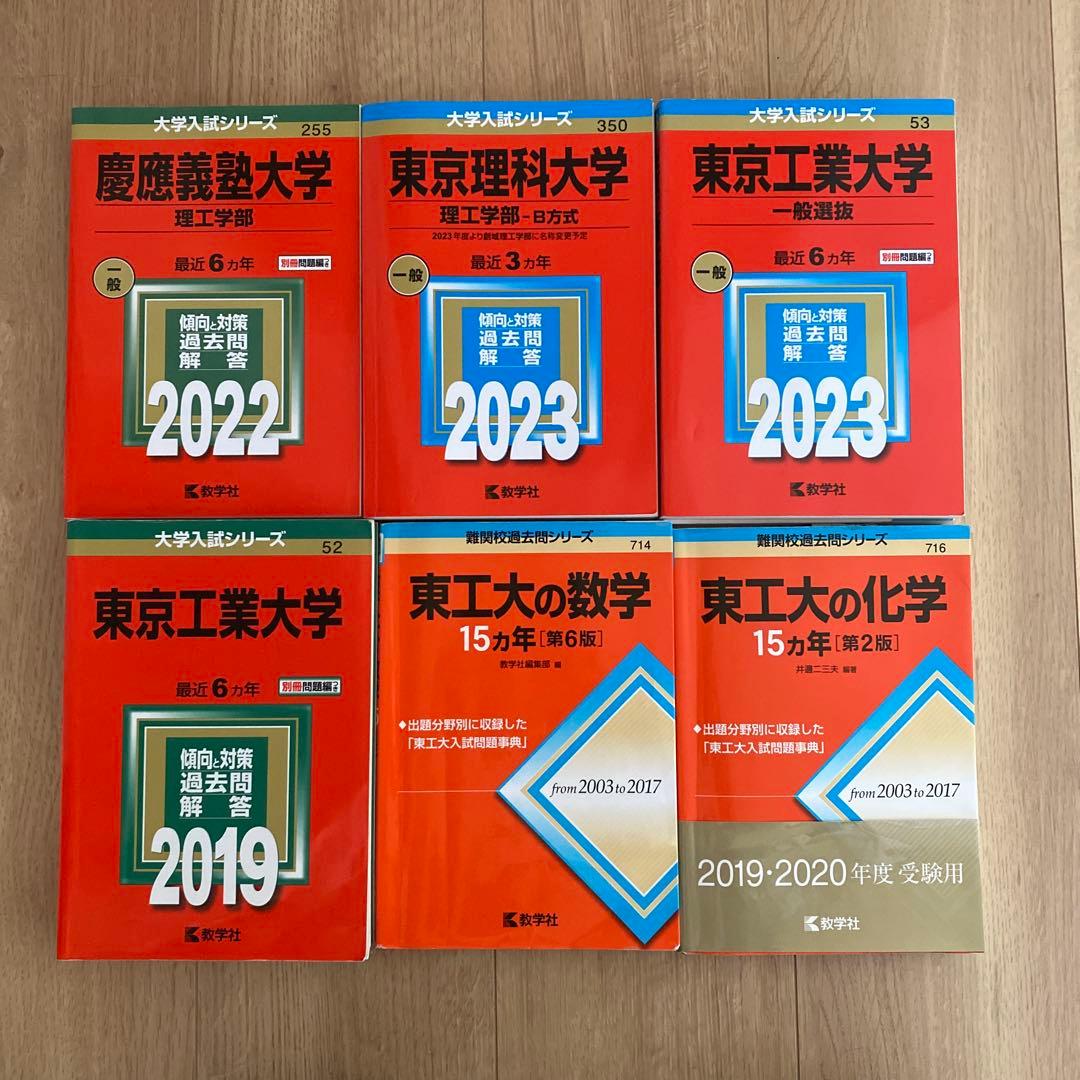 大学入試シリーズ
255
慶應義塾大学
理工学部
最近6カ年
別冊問題編つき
一般
傾向と対策
過去問
解答
2022
教学社
大学入試シリーズ
350
東京理科大学
理工学部-B方式
2023年度より創域理工学部に名称変更予定
最近3カ年
一般
傾向と対策
過去問
解答
2023
教学社
大学入試シリーズ
53
東京工業大学
一般選抜
最近6カ年
別冊問題編つき
一般
傾向と対策
過去問
解答
2023
教学社
大学入試シリーズ
52
東京工業大学
最近6カ年
別冊問題編つき
傾向と対策
過去問
解答
2019
教学社
難関校過去問シリーズ
714
東工大の数学
15カ年[第6版]
教学社編集部 編
◆出題分野別に収録した
「東工大入試問題事典」
from 2003 to 2017
教学社
難関校過去問シリーズ
716
東工大の化学
15カ年[第2版]
井邊二三夫 編著
◆出題分野別に収録した
「東工大入試問題事典」
from 2003 to 2017
2019・2020年度 受験用
教学社